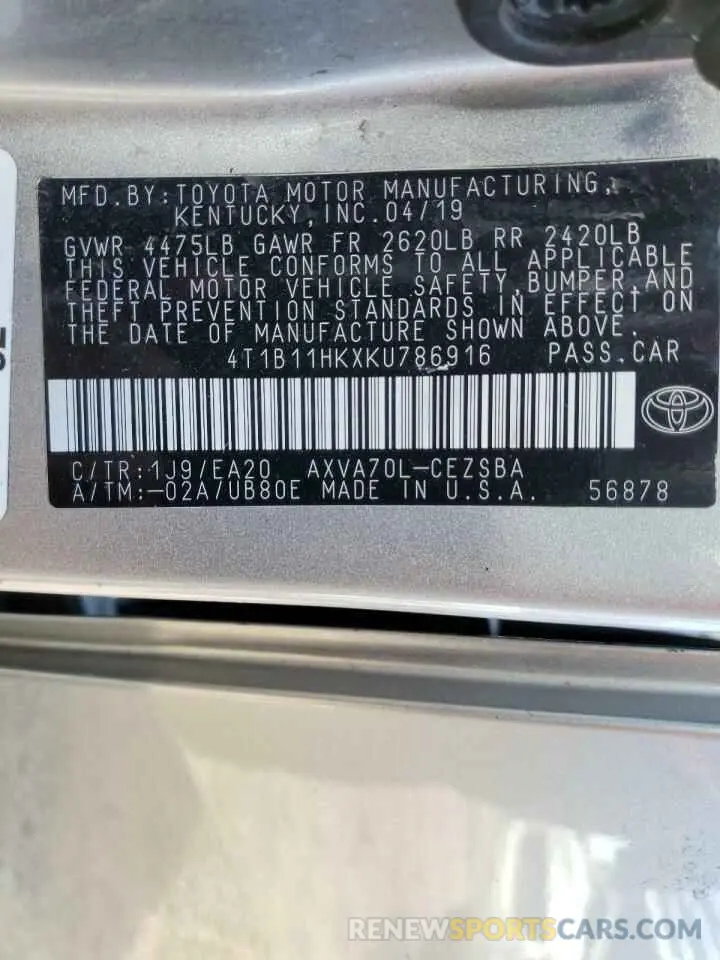 MFD.BY:TOYOTA MOTOR MANUFACTURING,
KENTUCKY,INC.04/19
GVWR 4475LB GAWR FR 2620LB RR 2420LB
THIS VEHICLE CONFORMS TO ALL APPLICABLE
FEDERAL MOTOR VEHICLE SAFETY,BUMPER,AND
THEFT PREVENTION STANDARDS IN EFFECT ON
THE DATE OF MANUFACTURE SHOWN ABOVE.
4T1B11HKXKU786916 PASS.CAR
C/TR:1J9/EA20 AXVA70L-CEZSBA
A/TM:-02A/UB80E MADE IN U.S.A. 56878
RENEWSPORTSCARS.COM